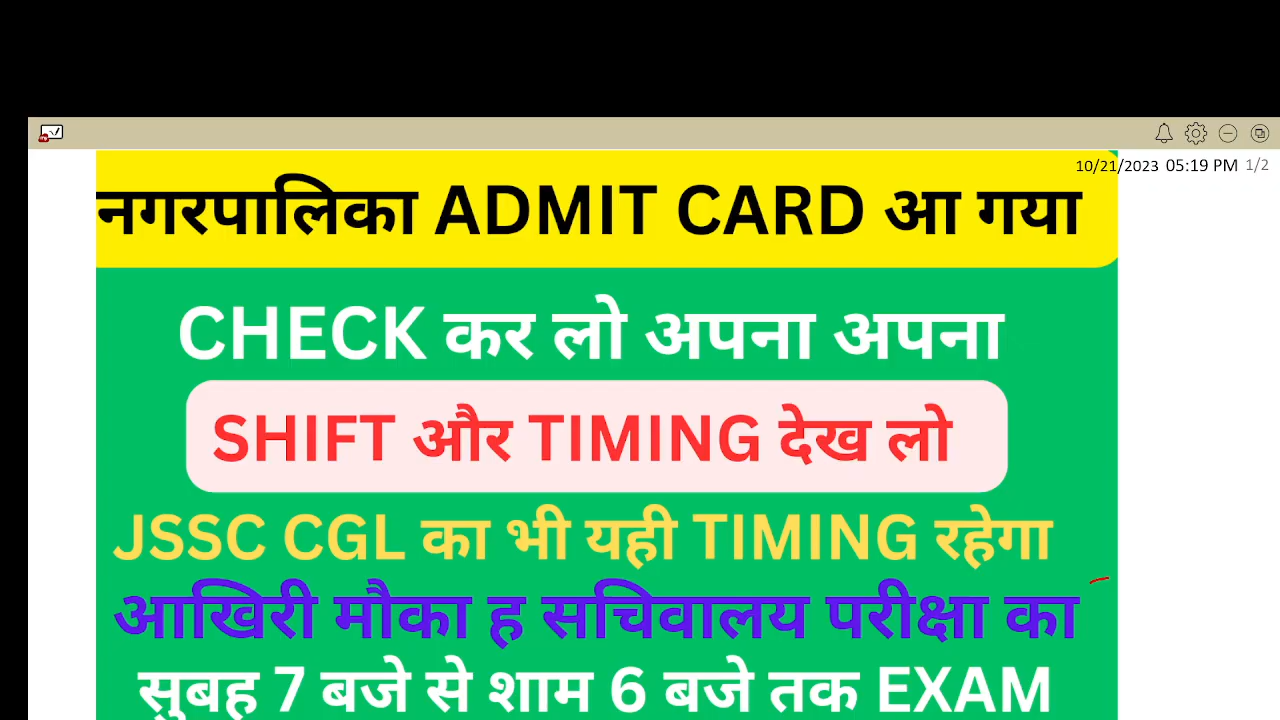 10/21/2023 05:19 PM 1/2
नगरपालिका ADMIT CARD आ गया
CHECK कर लो अपना अपना
SHIFT और TIMING देख लो
JSSC CGL का भी यही TIMING रहेगा
आखिरी मौका ह सचिवालय परीक्षा का
सुबह 7 बजे से शाम 6 बजे तक EXAM